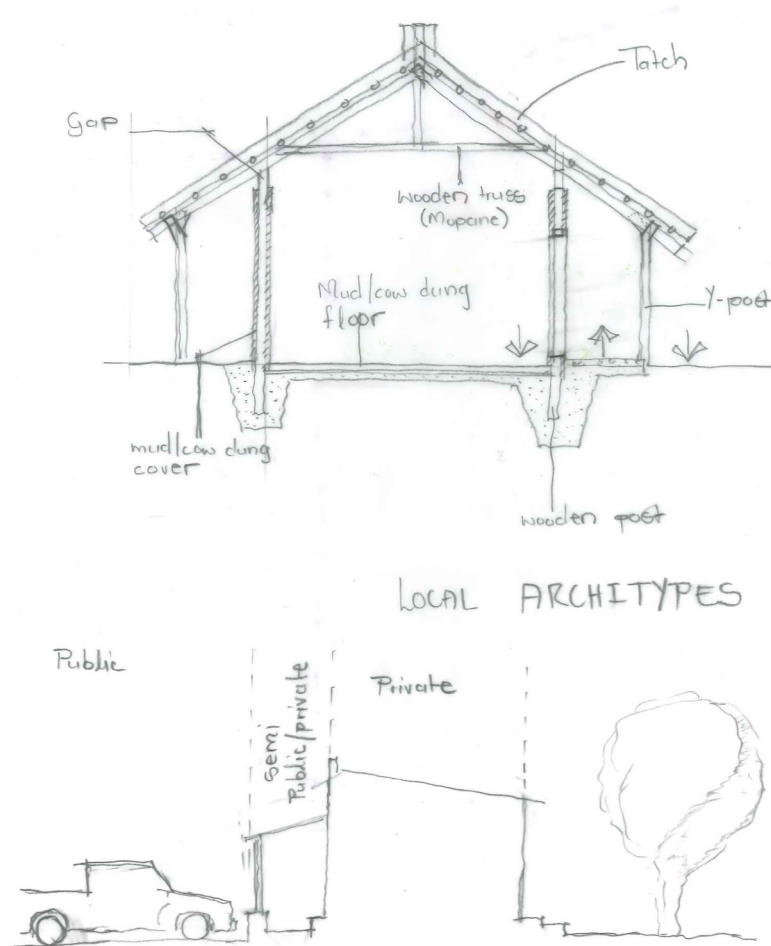 Tatch
Gap
wooden truss
(Mopane)
Mud/cow dung
floor
Y-post
mud/cow dung
cover
wooden post
LOCAL ARCHITYPES
Public
Semi
Public/private
Private